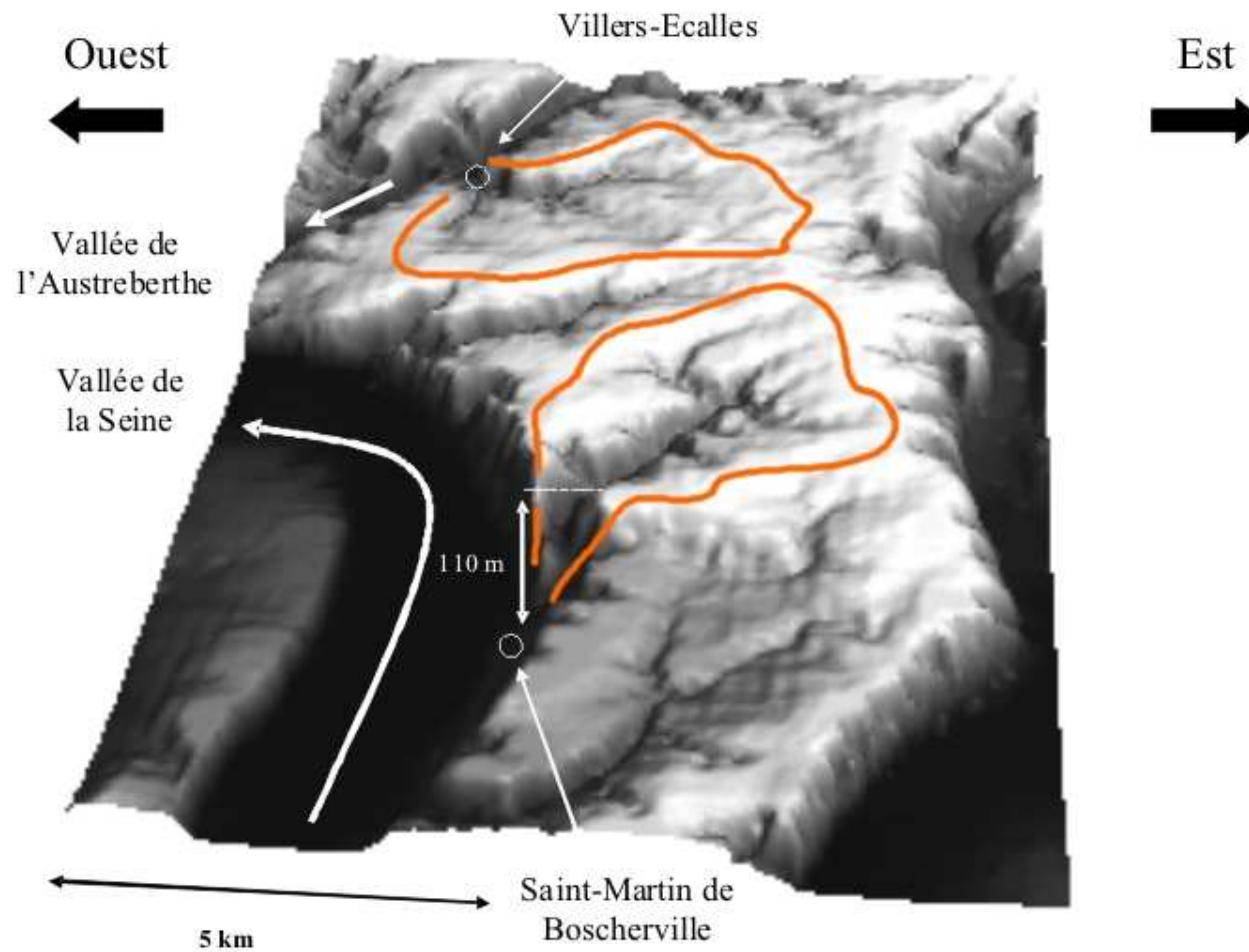 Villers-Ecalles
Ouest
Est
Vallée de
l’Austreberthe
Vallée de
la Seine
110 m
Saint-Martin de
Boscherville
5 km